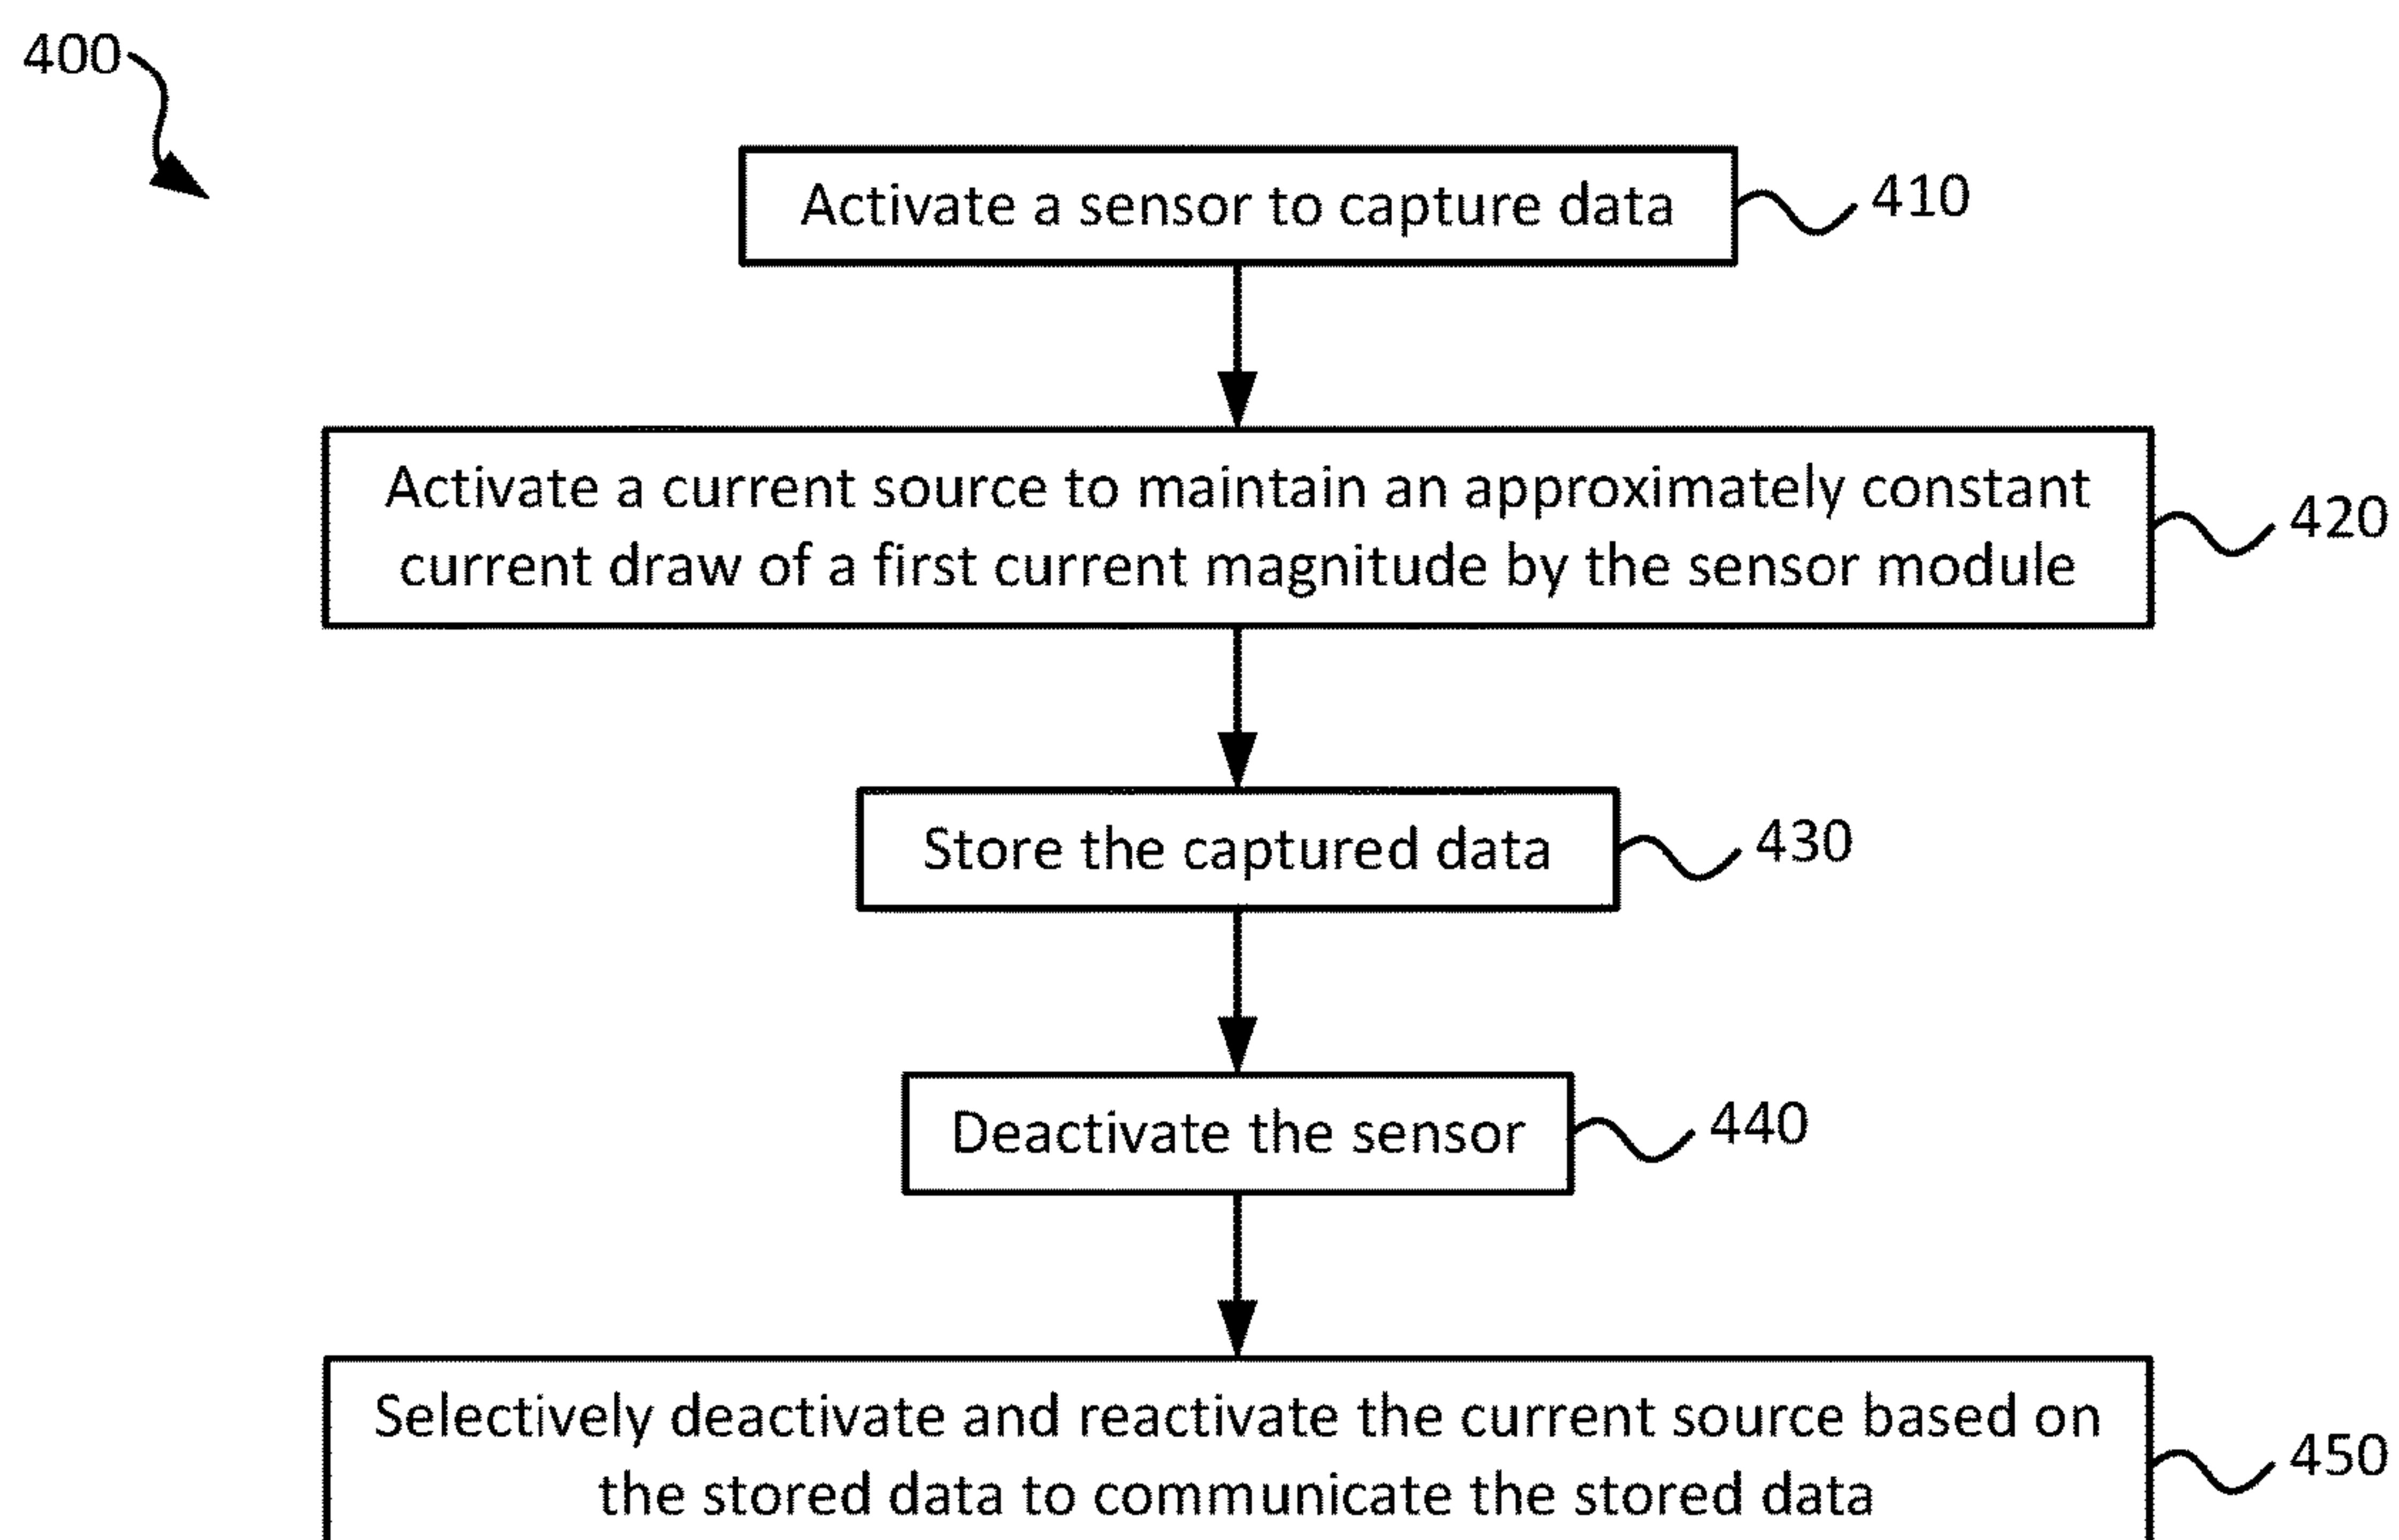 400
Activate a sensor to capture data
410
Activate a current source to maintain an approximately constant
current draw of a first current magnitude by the sensor module
420
Store the captured data
430
Deactivate the sensor
440
Selectively deactivate and reactivate the current source based on
the stored data to communicate the stored data
450